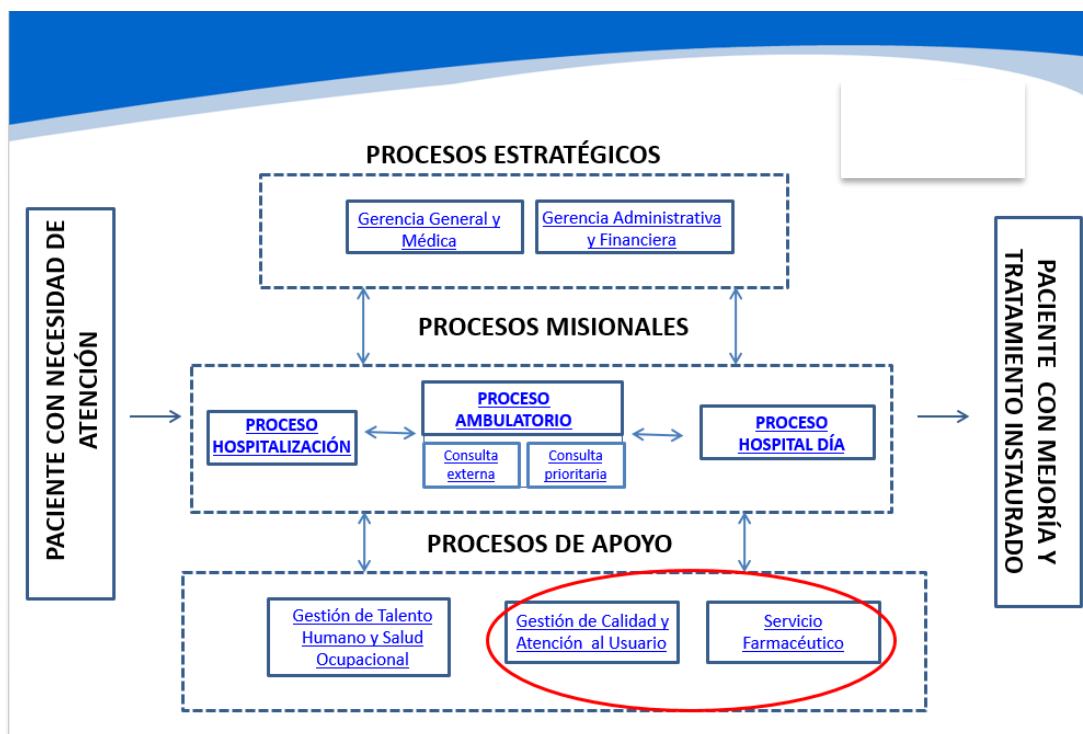 PROCESOS ESTRATÉGICOS
Gerencia General y
Médica
Gerencia Administrativa
y Financiera
PACIENTE CON NECESIDAD DE
ATENCIÓN
PROCESOS MISIONALES
PROCESO
HOSPITALIZACIÓN
PROCESO
AMBULATORIO
Consulta
externa
Consulta
prioritaria
PROCESO
HOSPITAL DÍA
PACIENTE CON MEJORÍA Y
TRATAMIENTO INSTAURADO
PROCESOS DE APOYO
Gestión de Talento
Humano y Salud
Ocupacional
Gestión de Calidad y
Atención al Usuario
Servicio
Farmacéutico